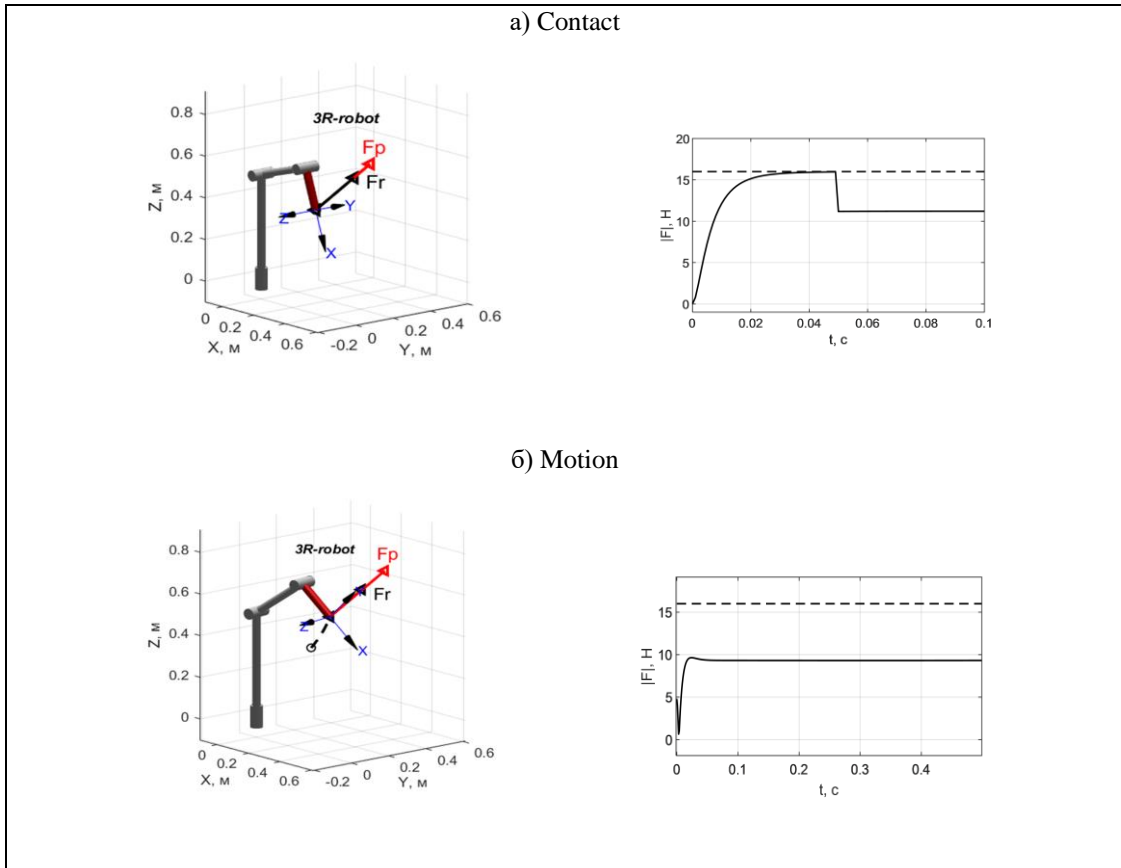 a) Contact
3R-robot
Fp
Fr
Y
Z
X
0.8
0.6
0.4
0.2
0
Z, м
0 0.2 0.4 0.6
X, м
-0.2 0 0.2 0.4 0.6
Y, м
20
15
10
5
0
|F|, Н
0 0.02 0.04 0.06 0.08 0.1
t, с
б) Motion
3R-robot
Fp
Fr
Z
X
0.8
0.6
0.4
0.2
0
Z, м
0 0.2 0.4 0.6
X, м
-0.2 0 0.2 0.4 0.6
Y, м
15
10
5
0
|F|, Н
0 0.1 0.2 0.3 0.4
t, с